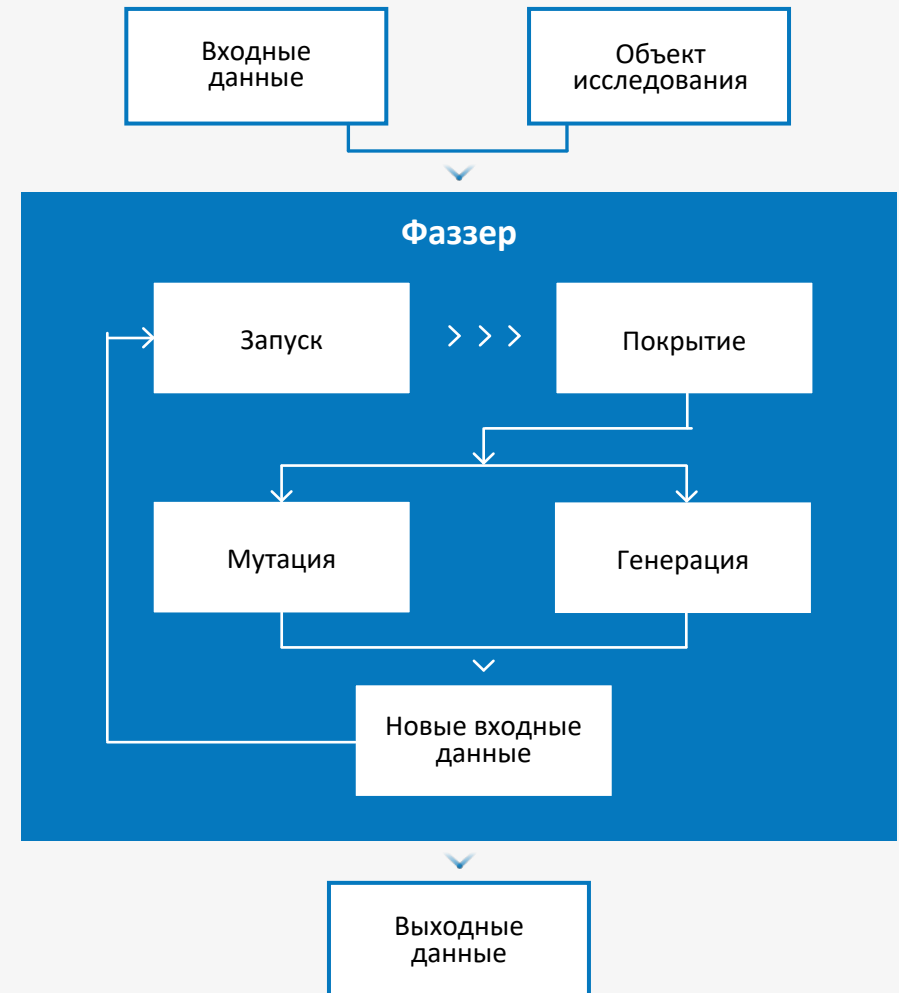 Входные
данные
Объект
исследования
Фаззер
Запуск
Покрытие
Мутация
Генерация
Новые входные
данные
Выходные
данные